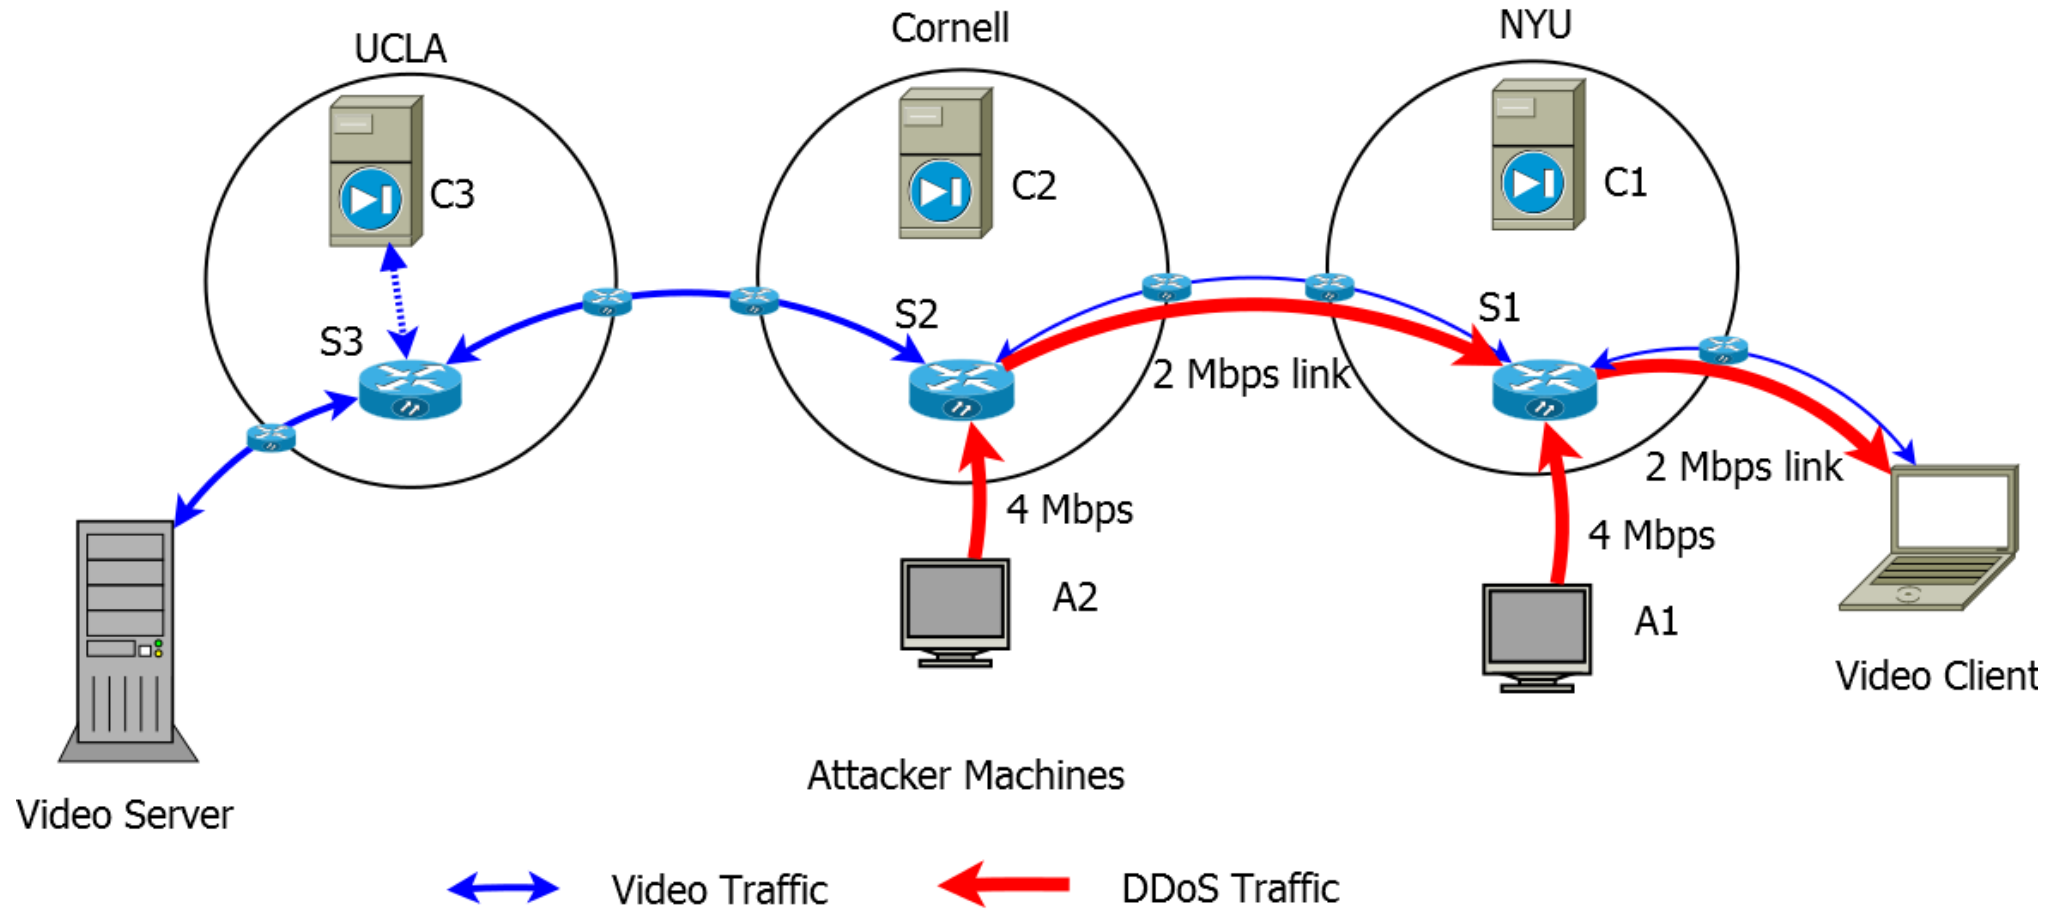 UCLA
Cornell
NYU
C3
C2
C1
S3
S2
S1
2 Mbps link
2 Mbps link
4 Mbps
4 Mbps
A2
A1
Video Client
Attacker Machines
Video Server
Video Traffic
DDoS Traffic